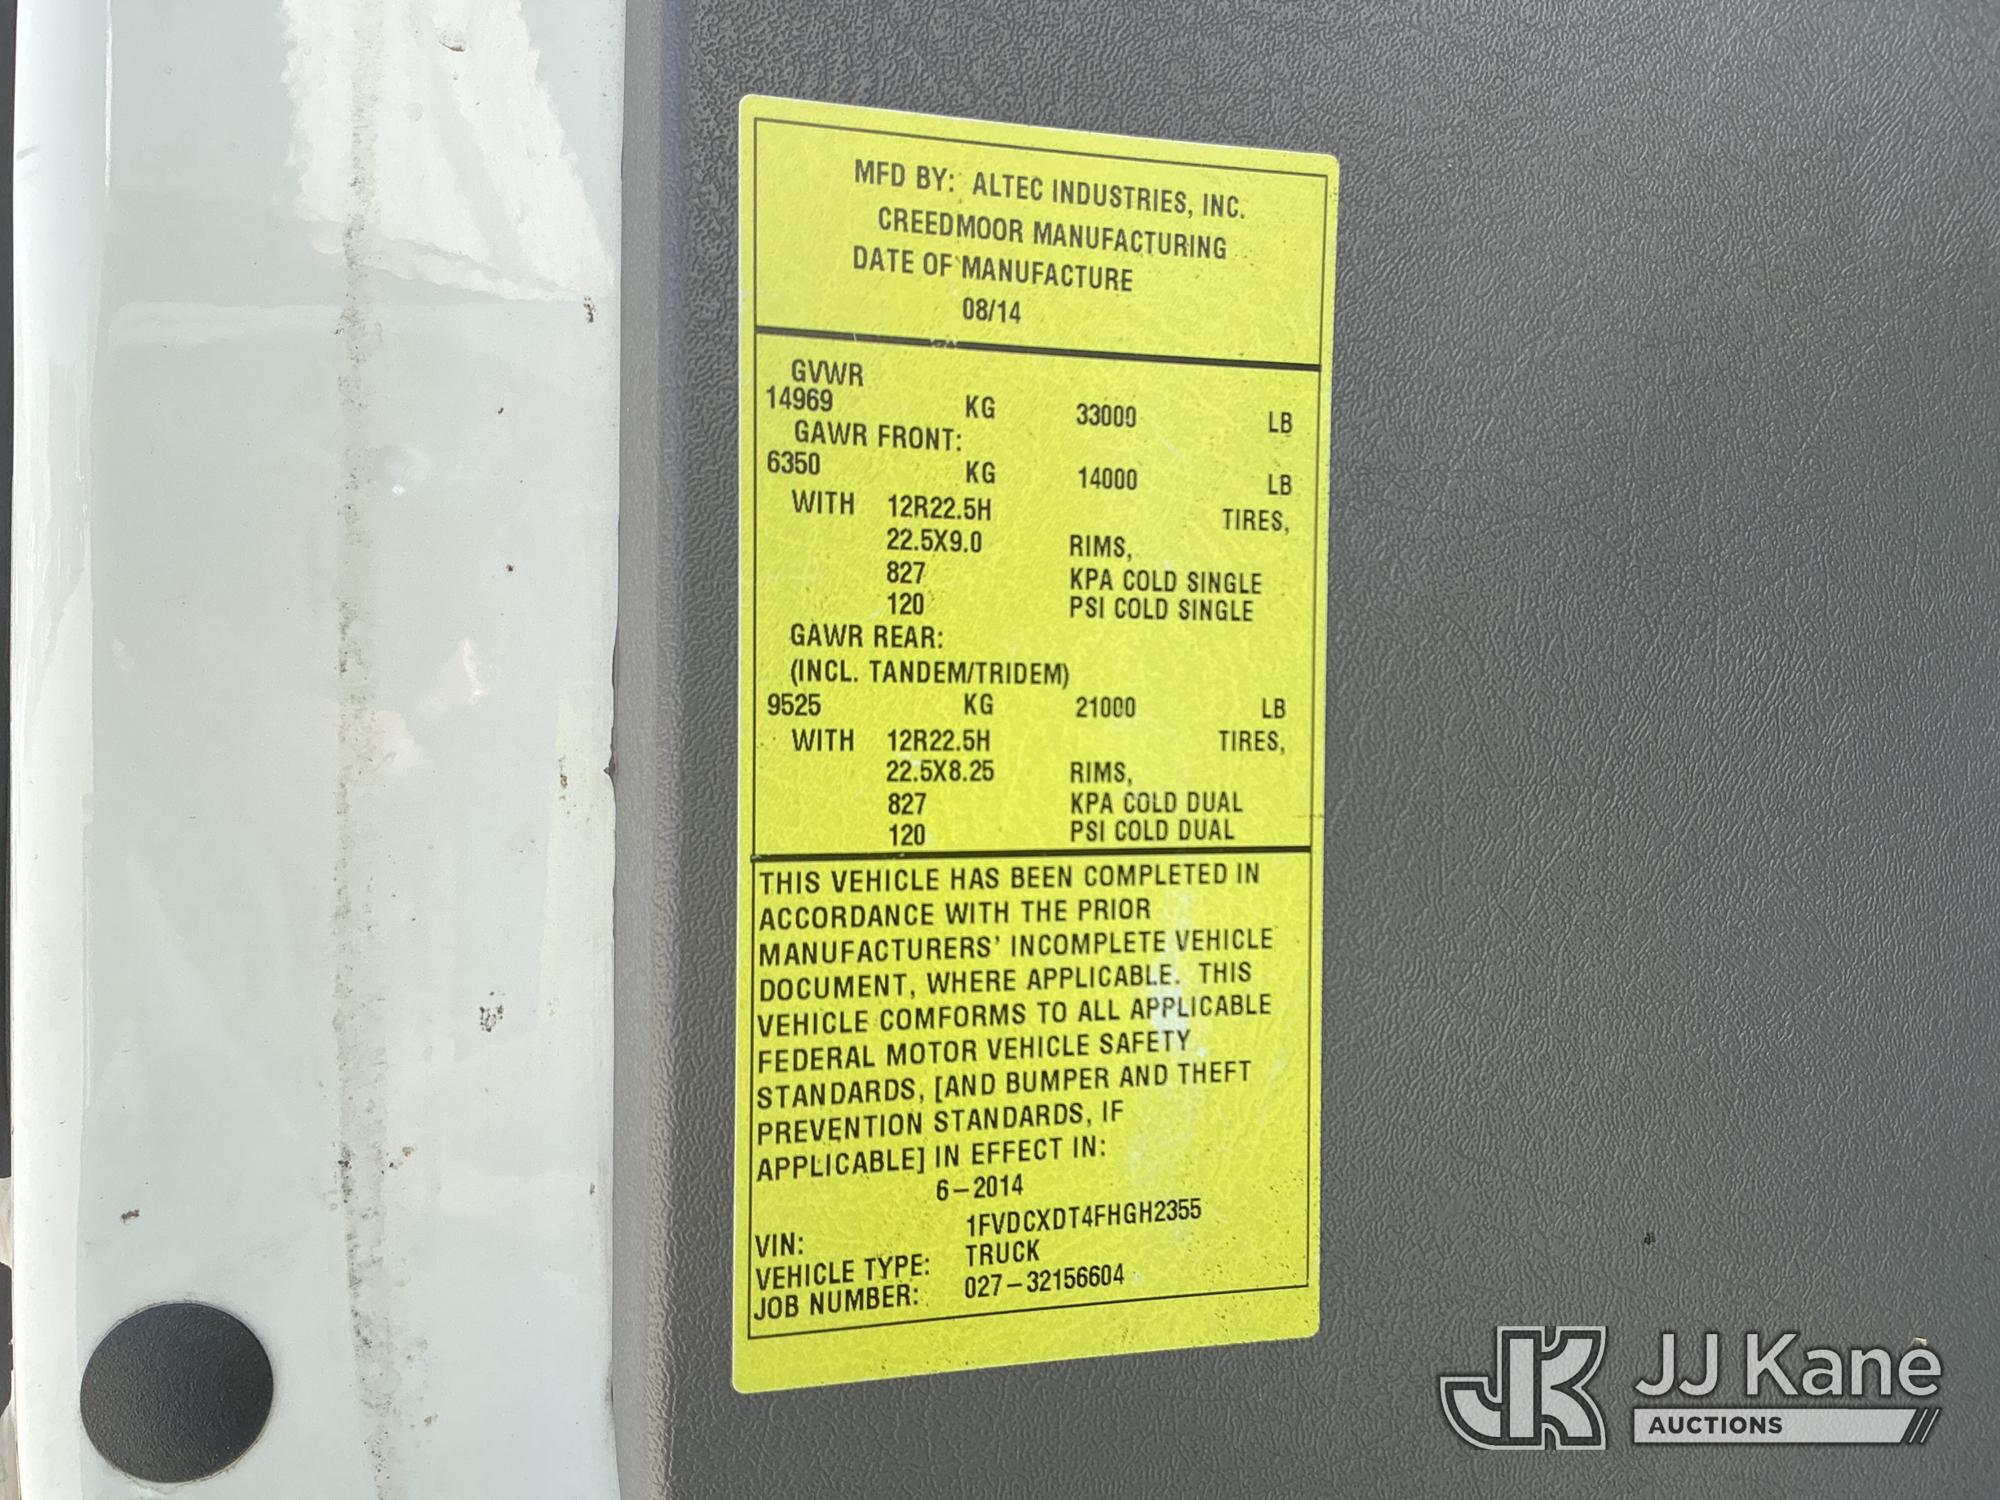 MFD BY: ALTEC INDUSTRIES, INC.
CREEDMOOR MANUFACTURING
DATE OF MANUFACTURE
08/14
GVWR
14969 KG 33000 LB
GAWR FRONT:
6350 KG 14000 LB
WITH 12R22.5H TIRES,
22.5X9.0 RIMS,
827 KPA COLD SINGLE
120 PSI COLD SINGLE
GAWR REAR:
(INCL. TANDEM/TRIDEM)
9525 KG 21000 LB
WITH 12R22.5H TIRES,
22.5X8.25 RIMS,
827 KPA COLD DUAL
120 PSI COLD DUAL
THIS VEHICLE HAS BEEN COMPLETED IN
ACCORDANCE WITH THE PRIOR
MANUFACTURERS' INCOMPLETE VEHICLE
DOCUMENT, WHERE APPLICABLE. THIS
VEHICLE COMFORMS TO ALL APPLICABLE
FEDERAL MOTOR VEHICLE SAFETY
STANDARDS, [AND BUMPER AND THEFT
PREVENTION STANDARDS, IF
APPLICABLE] IN EFFECT IN:
6-2014
VIN: 1FVDCXDT4FHGH2355
VEHICLE TYPE: TRUCK
JOB NUMBER: 027-32156604
JK JJ Kane
AUCTIONS